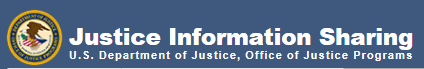 Justice Information Sharing
U.S. Department of Justice, Office of Justice Programs